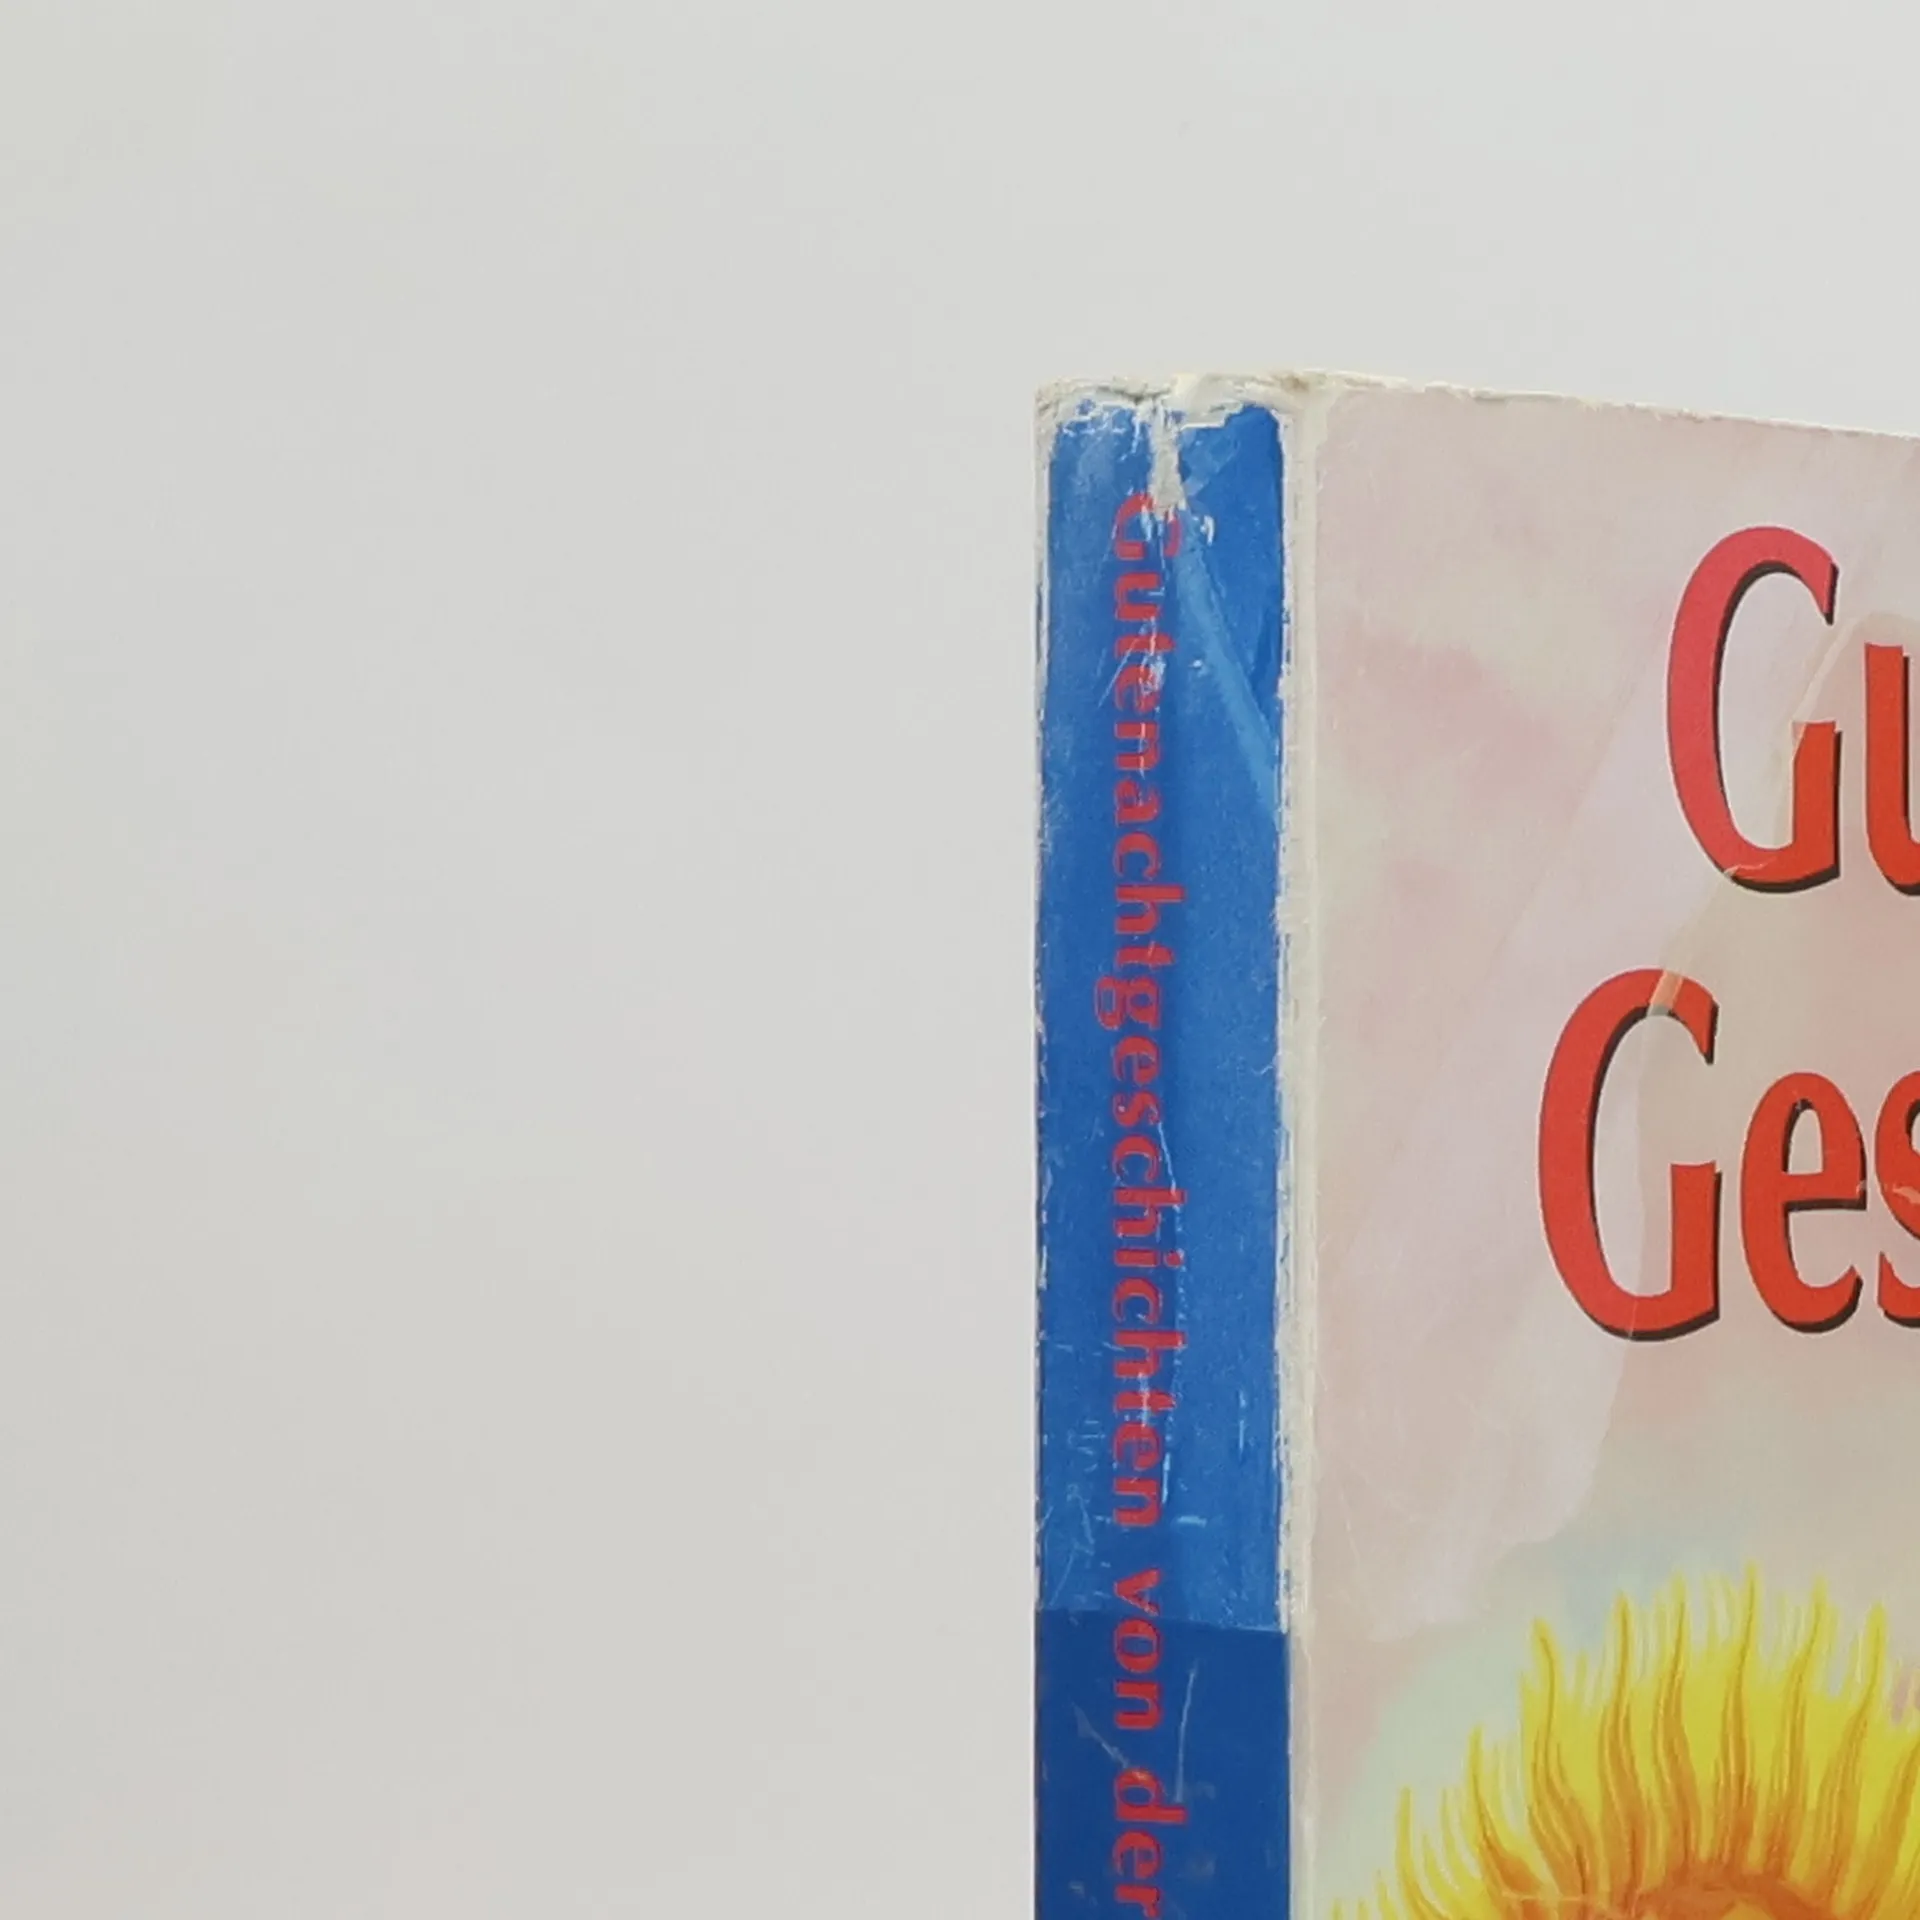 Gutenachtgeschichten von der
Gu
Ges